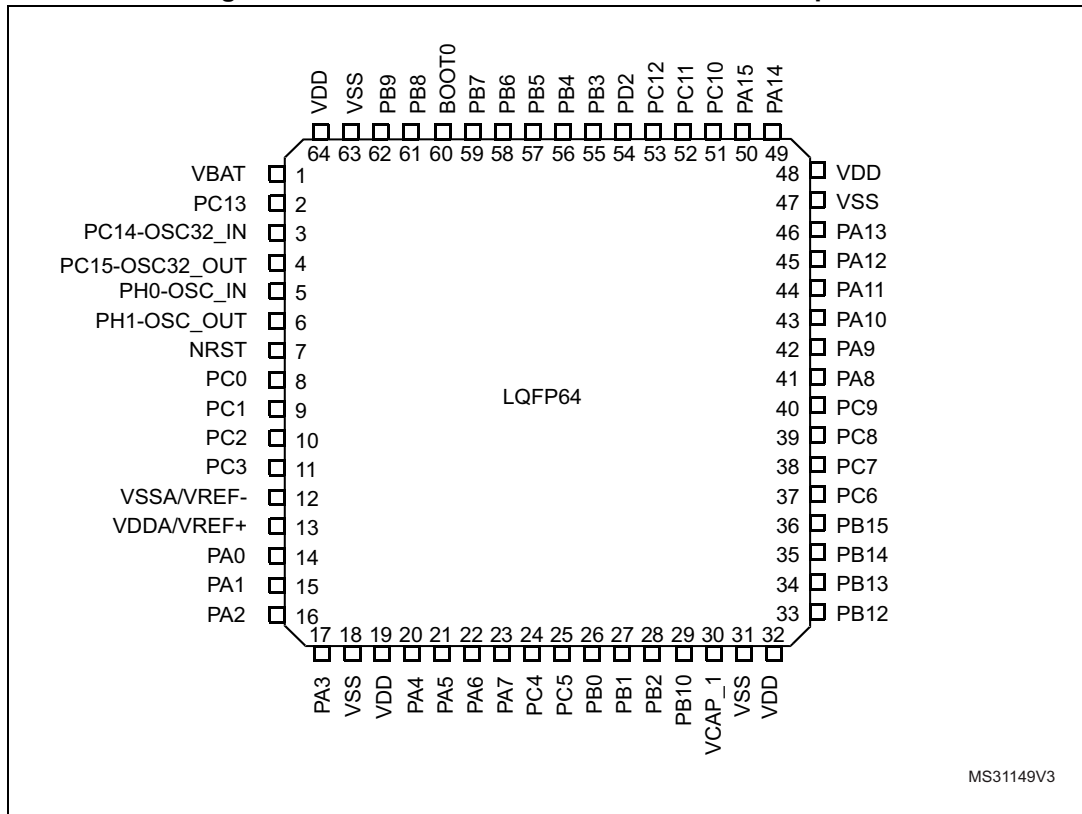 VDD VSS PB9 PB8 BOOT0 PB7 PB6 PB5 PB4 PB3 PD2 PC12 PC11 PC10 PA15 PA14
64 63 62 61 60 59 58 57 56 55 54 53 52 51 50 49
VBAT 1 48 VDD
PC13 2 47 VSS
PC14-OSC32_IN 3 46 PA13
PC15-OSC32_OUT 4 45 PA12
PH0-OSC_IN 5 44 PA11
PH1-OSC_OUT 6 43 PA10
NRST 7 42 PA9
PC0 8 41 PA8
LQFP64
PC1 9 40 PC9
PC2 10 39 PC8
PC3 11 38 PC7
VSSA/VREF- 12 37 PC6
VDDA/VREF+ 13 36 PB15
PA0 14 35 PB14
PA1 15 34 PB13
PA2 16 33 PB12
17 18 19 20 21 22 23 24 25 26 27 28 29 30 31 32
PA3 VSS VDD PA4 PA5 PA6 PA7 PC4 PC5 PB0 PB1 PB2 PB10 VCAP_1 VSS VDD
MS31149V3